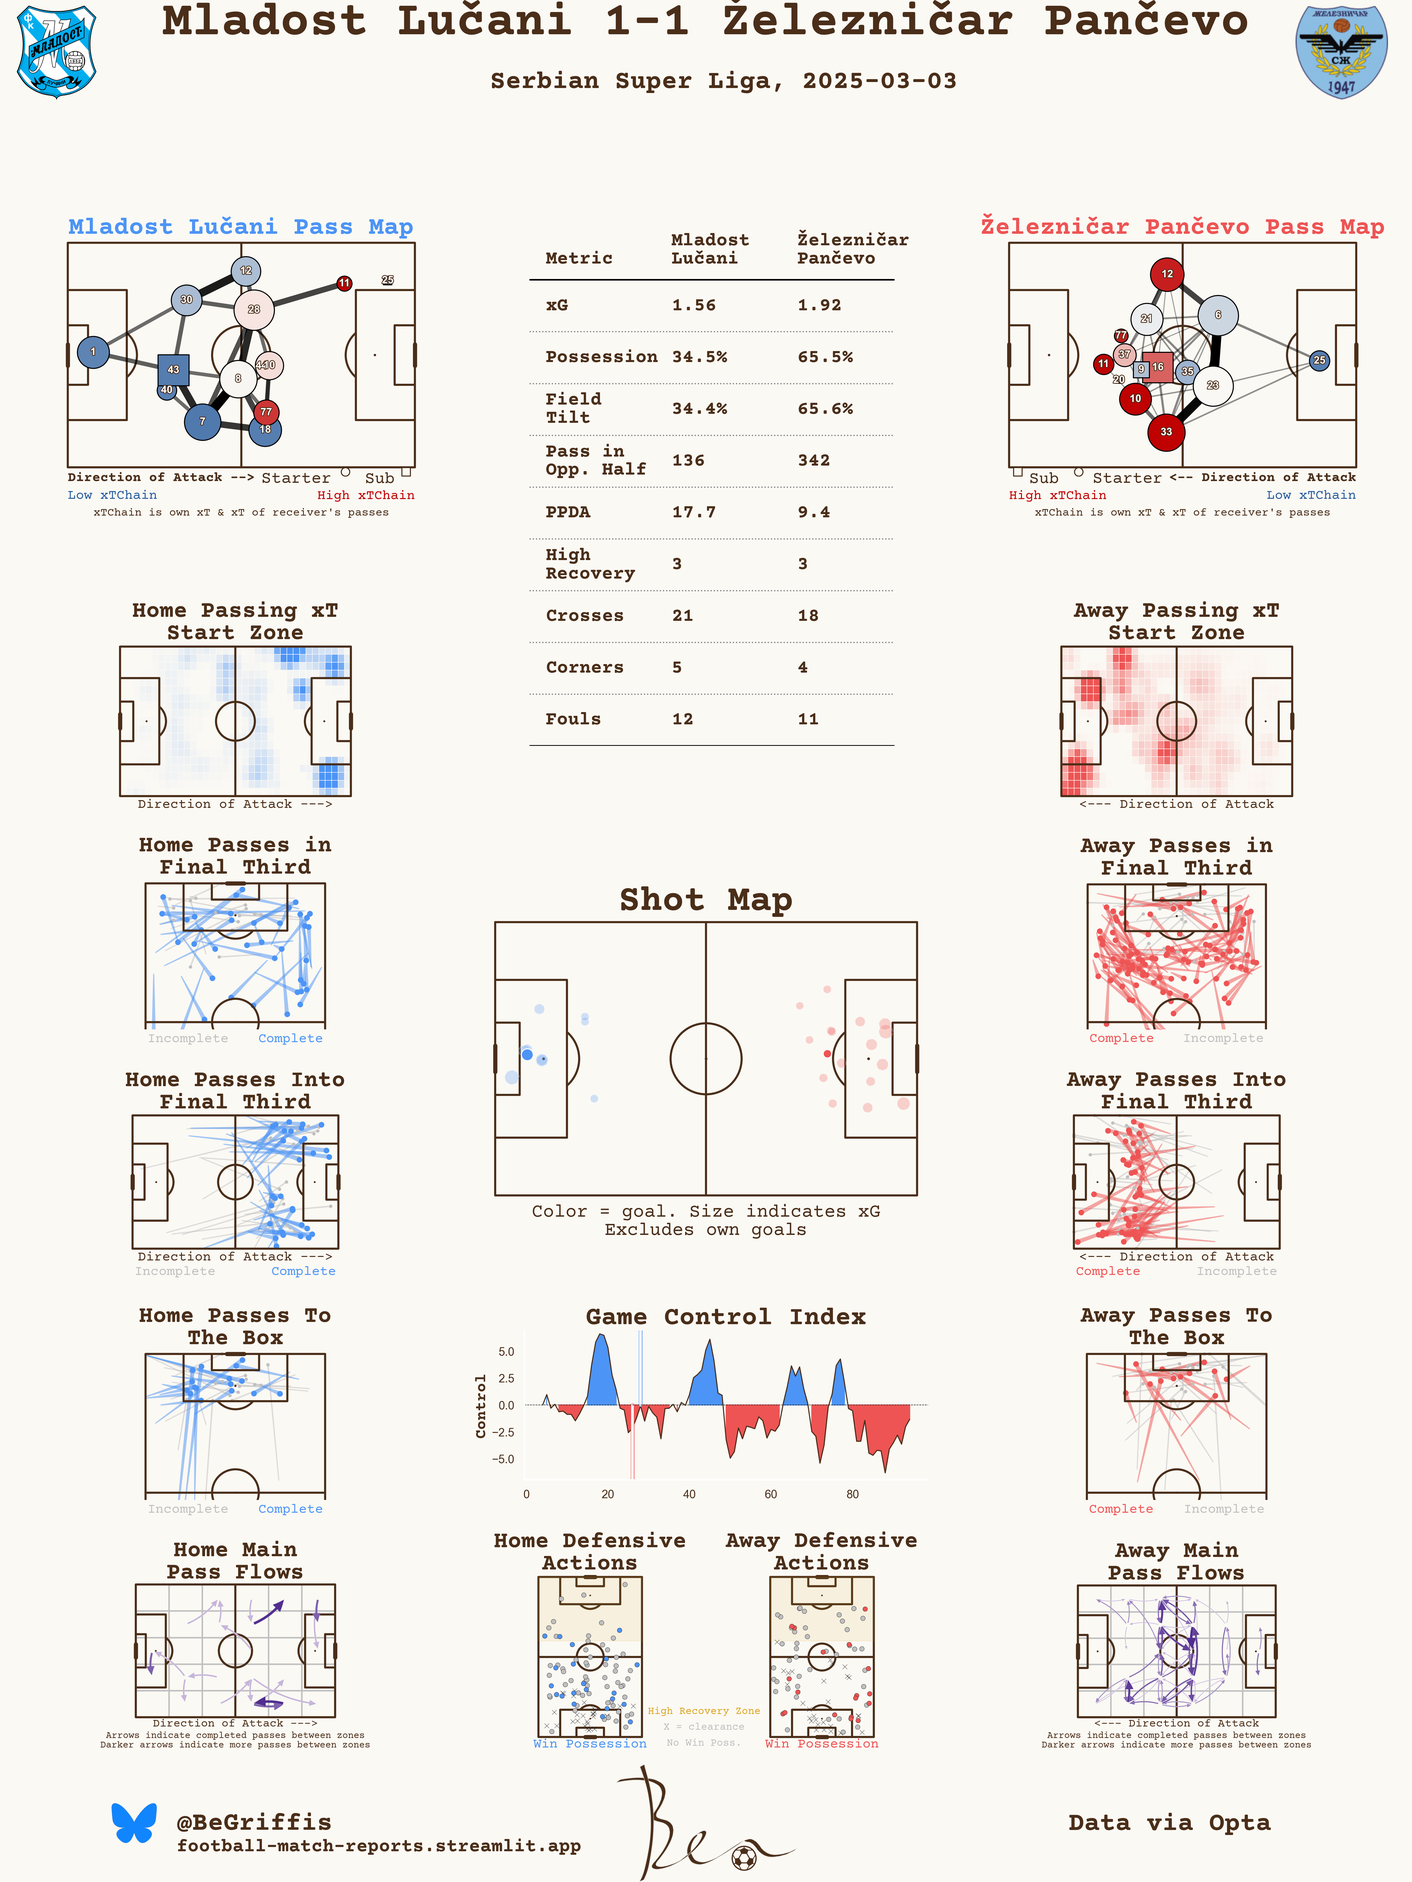 Mladost Lučani 1-1 Železničar Pančevo
Serbian Super Liga, 2025-03-03
ФК
МЛАДОСТ
ЛУЧАНИ
ЖЕЛЕЗНИЧАР
СЖ
1947
Mladost Lučani Pass Map
12
11
25
30
28
1
43
8
40
7
77
18
Direction of Attack --> Starter Sub
Low xTChain High xTChain
xTChain is own xT & xT of receiver's passes
Metric Mladost Lučani Železničar Pančevo
xG 1.56 1.92
Possession 34.5% 65.5%
Field Tilt 34.4% 65.6%
Pass in Opp. Half 136 342
PPDA 17.7 9.4
High Recovery 3 3
Crosses 21 18
Corners 5 4
Fouls 12 11
Železničar Pančevo Pass Map
12
21
6
77
37
11
9
16
35
25
20
10
23
33
Sub Starter <-- Direction of Attack
High xTChain Low xTChain
xTChain is own xT & xT of receiver's passes
Home Passing xT
Start Zone
Direction of Attack --->
Away Passing xT
Start Zone
<--- Direction of Attack
Home Passes in
Final Third
Incomplete Complete
Away Passes in
Final Third
Complete Incomplete
Shot Map
Color = goal. Size indicates xG
Excludes own goals
Home Passes Into
Final Third
Direction of Attack --->
Incomplete Complete
Away Passes Into
Final Third
<--- Direction of Attack
Complete Incomplete
Home Passes To
The Box
Incomplete Complete
Game Control Index
Control
5.0
2.5
0.0
−2.5
−5.0
0 20 40 60 80
Away Passes To
The Box
Complete Incomplete
Home Main
Pass Flows
Direction of Attack --->
Arrows indicate completed passes between zones
Darker arrows indicate more passes between zones
Home Defensive
Actions
Win Possession
High Recovery Zone
X = clearance
No Win Poss.
Away Defensive
Actions
Win Possession
Away Main
Pass Flows
<--- Direction of Attack
Arrows indicate completed passes between zones
Darker arrows indicate more passes between zones
@BeGriffis
football-match-reports.streamlit.app
Ben
Data via Opta